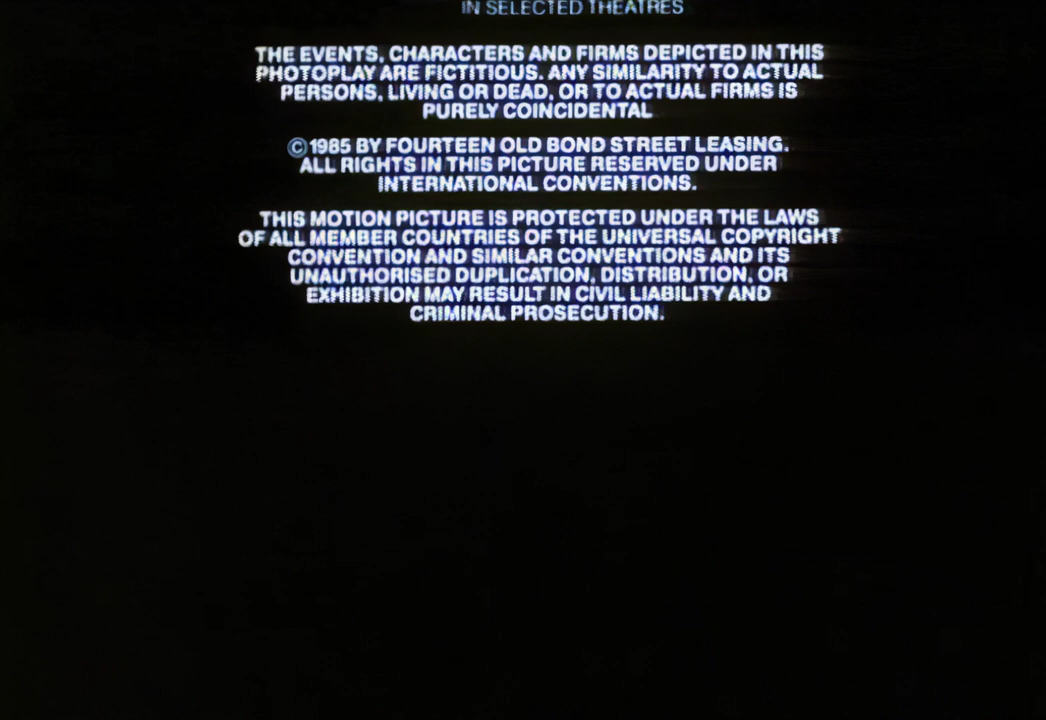 IN SELECTED THEATRES
THE EVENTS, CHARACTERS AND FIRMS DEPICTED IN THIS
PHOTOPLAY ARE FICTITIOUS. ANY SIMILARITY TO ACTUAL
PERSONS, LIVING OR DEAD, OR TO ACTUAL FIRMS IS
PURELY COINCIDENTAL
©1985 BY FOURTEEN OLD BOND STREET LEASING.
ALL RIGHTS IN THIS PICTURE RESERVED UNDER
INTERNATIONAL CONVENTIONS.
THIS MOTION PICTURE IS PROTECTED UNDER THE LAWS
OF ALL MEMBER COUNTRIES OF THE UNIVERSAL COPYRIGHT
CONVENTION AND SIMILAR CONVENTIONS AND ITS
UNAUTHORISED DUPLICATION, DISTRIBUTION, OR
EXHIBITION MAY RESULT IN CIVIL LIABILITY AND
CRIMINAL PROSECUTION.